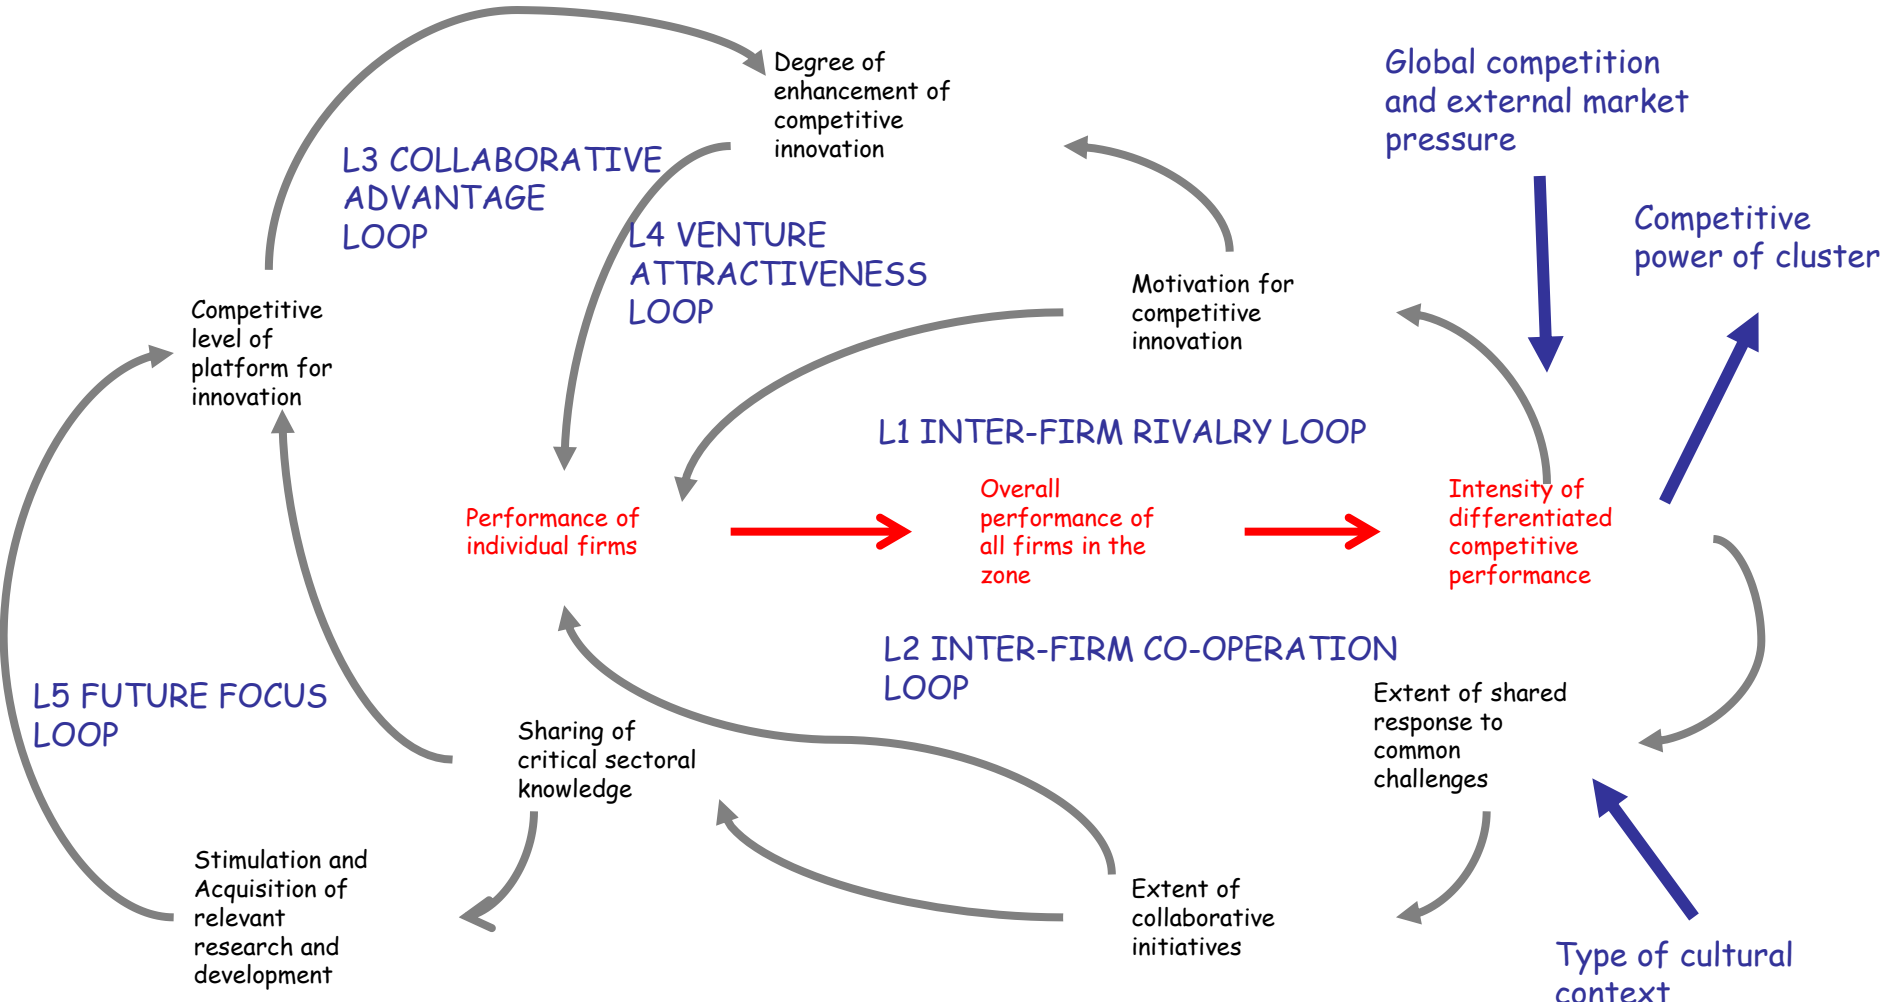 Degree of
enhancement of
competitive
innovation
Global competition
and external market
pressure
L3 COLLABORATIVE
ADVANTAGE
LOOP
Competitive
power of cluster
L4 VENTURE
ATTRACTIVENESS
LOOP
Motivation for
competitive
innovation
Competitive
level of
platform for
innovation
L1 INTER-FIRM RIVALRY LOOP
Performance of
individual firms
Overall
performance of
all firms in the
zone
Intensity of
differentiated
competitive
performance
L2 INTER-FIRM CO-OPERATION
LOOP
L5 FUTURE FOCUS
LOOP
Extent of shared
response to
common
challenges
Sharing of
critical sectoral
knowledge
Stimulation and
Acquisition of
relevant
research and
development
Extent of
collaborative
initiatives
Type of cultural
context